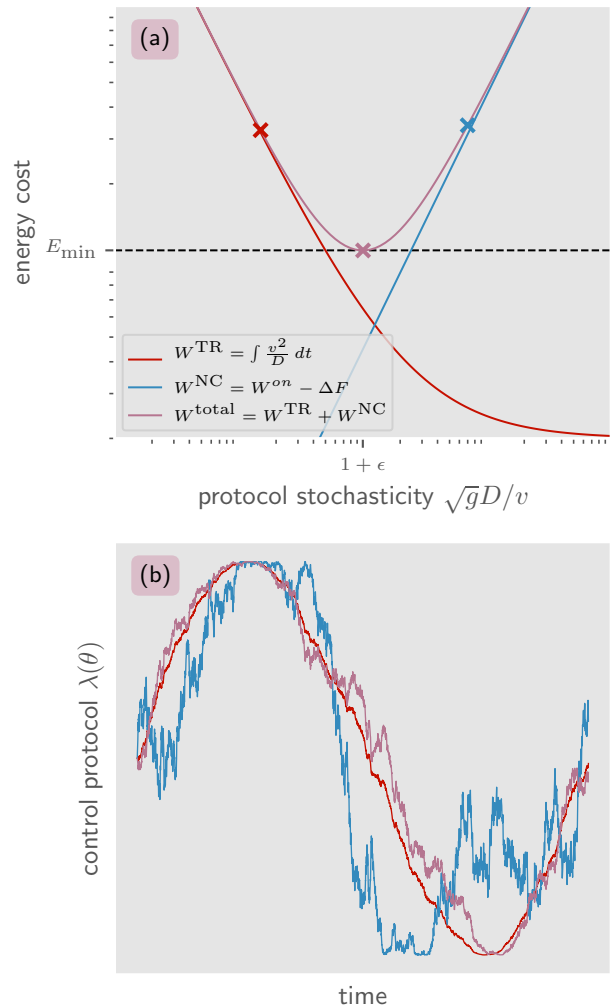 (a)
energy cost
E_min
W^TR = ∫ v²/D dt
W^NC = W^on − ΔF
W^total = W^TR + W^NC
1 + ϵ
protocol stochasticity √g D/v
(b)
control protocol λ(θ)
time